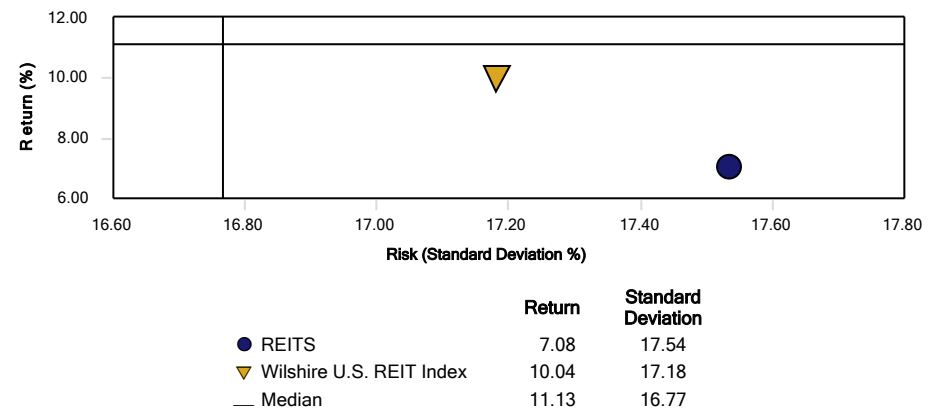 12.00
10.00
8.00
6.00
Return (%)
16.60 16.80 17.00 17.20 17.40 17.60 17.80
Risk (Standard Deviation %)
Return Standard Deviation
REITS 7.08 17.54
Wilshire U.S. REIT Index 10.04 17.18
Median 11.13 16.77